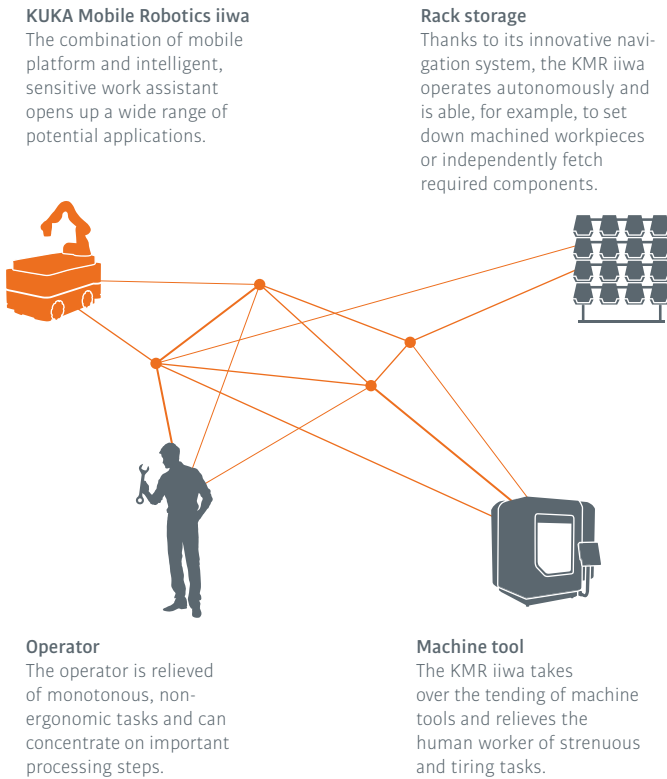 KUKA Mobile Robotics iiwa
The combination of mobile
platform and intelligent,
sensitive work assistant
opens up a wide range of
potential applications.
Rack storage
Thanks to its innovative navi-
gation system, the KMR iiwa
operates autonomously and
is able, for example, to set
down machined workpieces
or independently fetch
required components.
Operator
The operator is relieved
of monotonous, non-
ergonomic tasks and can
concentrate on important
processing steps.
Machine tool
The KMR iiwa takes
over the tending of machine
tools and relieves the
human worker of strenuous
and tiring tasks.